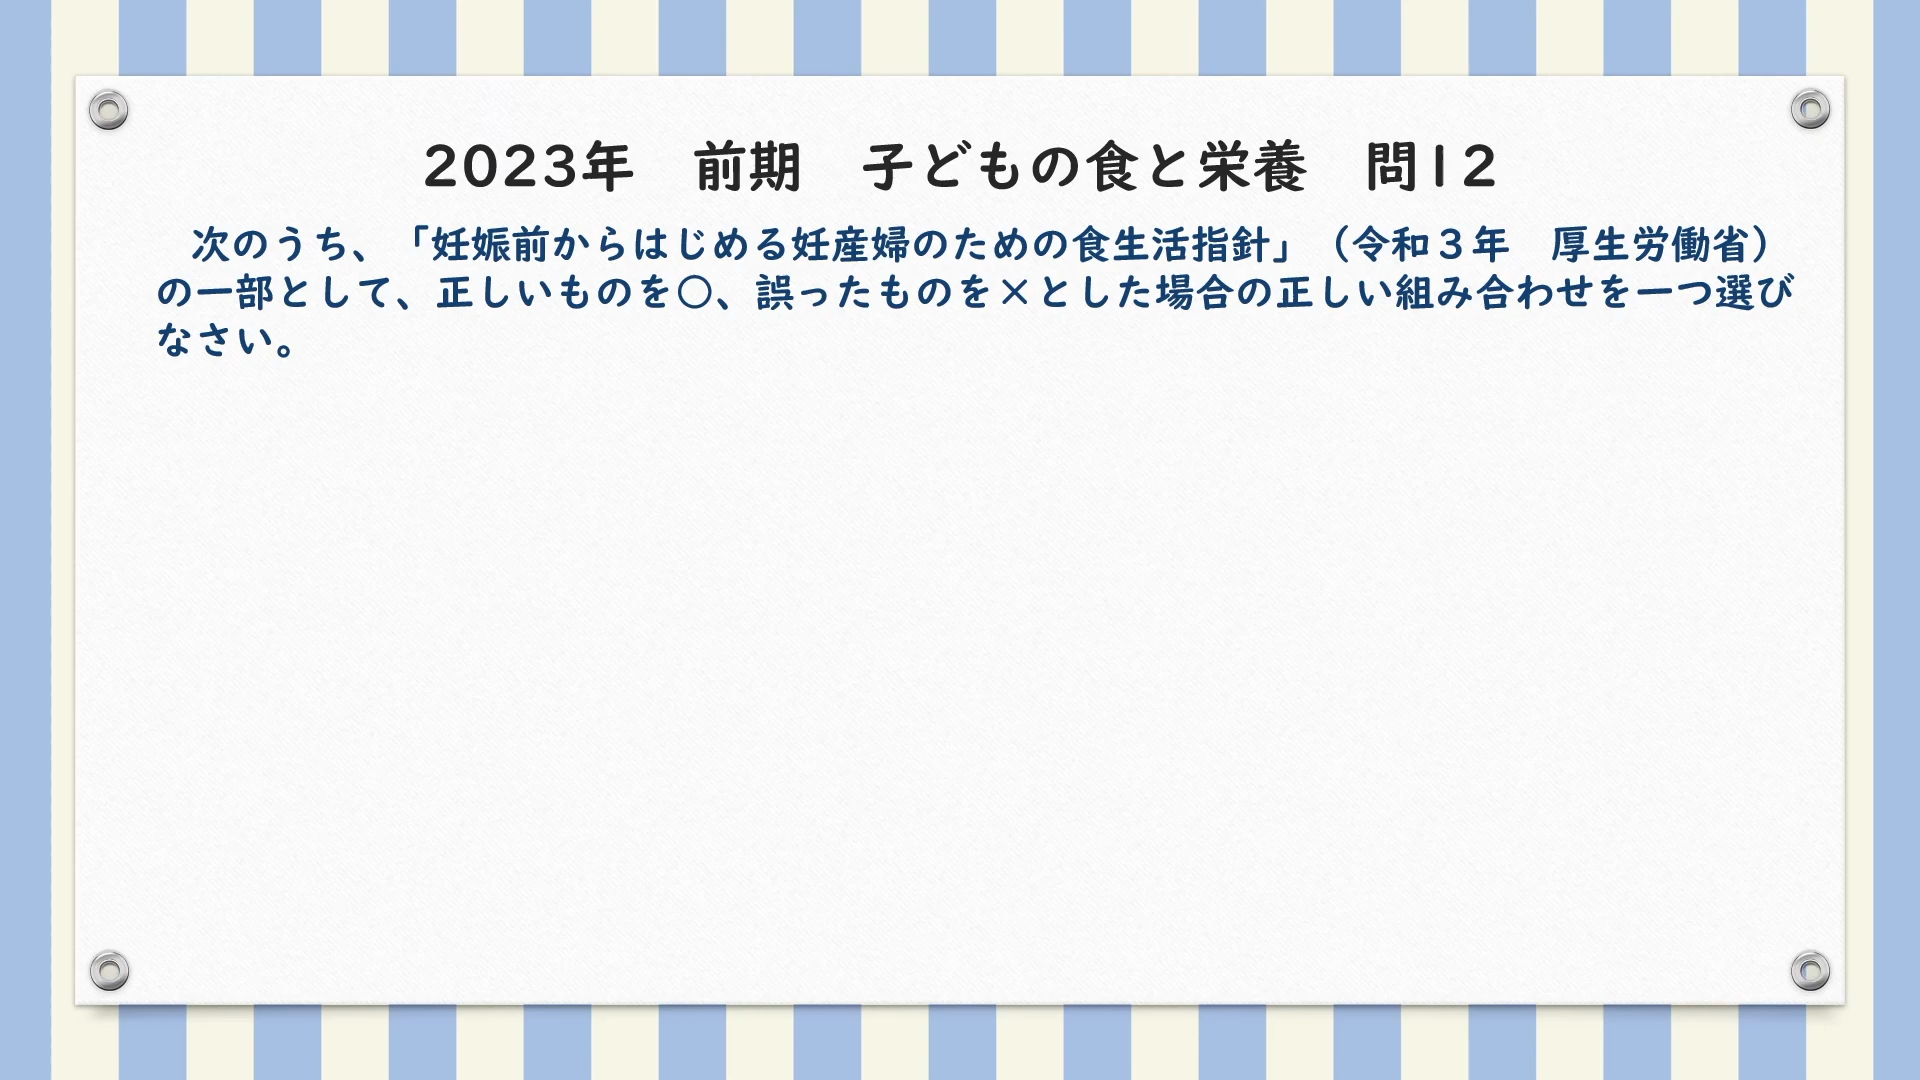 2023年　前期　子どもの食と栄養　問12
次のうち、「妊娠前からはじめる妊産婦のための食生活指針」（令和３年　厚生労働省）
の一部として、正しいものを〇、誤ったものを×とした場合の正しい組み合わせを一つ選び
なさい。